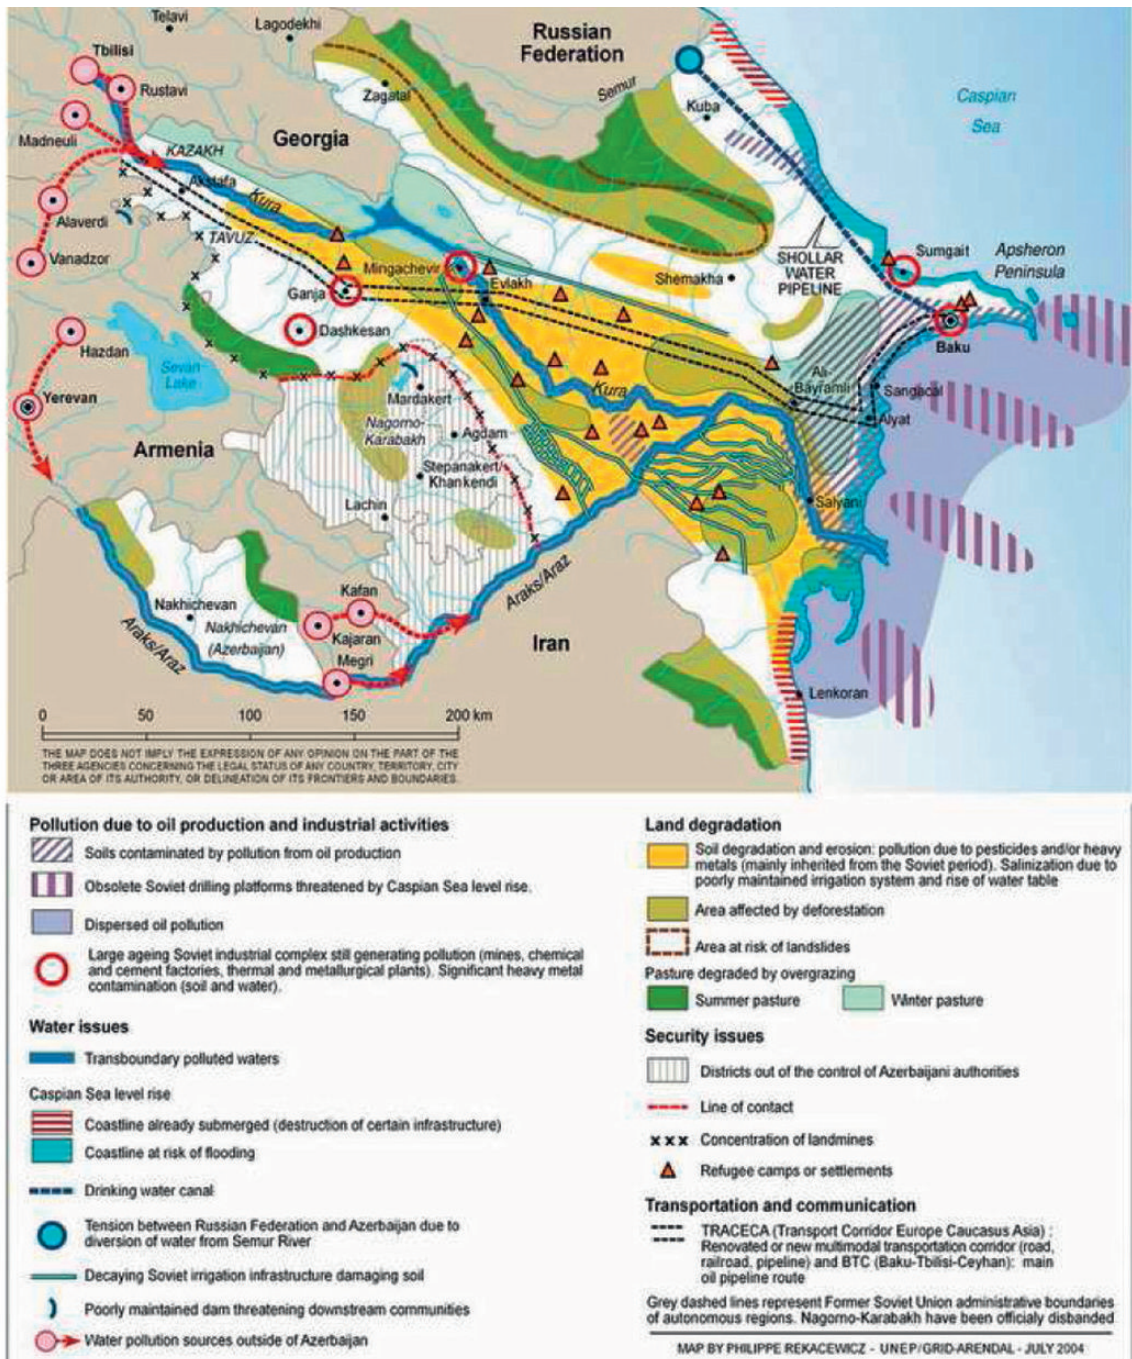 Telavi
Lagodekhi
Russian
Federation
Tbilisi
Rustavi
Zagatal
Semur
Kuba
Caspian
Sea
Madneuli
KAZAKH
Georgia
Akstafa
Kura
Alaverdi
TAVUZ
Vanadzor
Mingachevir
Evlakh
Shemakha
SHOLLAR
WATER
PIPELINE
Sumgait
Apsheron
Peninsula
Ganja
Dashkesan
Baku
Hazdan
Sevan
Lake
Yerevan
Mardakert
Kura
Ali-
Bayramli
Sangacal
Alyat
Nagorno-
Karabakh
Agdam
Armenia
Stepanakert/
Khankendi
Lachin
Salyani
Araks/Araz
Nakhichevan
Nakhichevan
(Azerbaijan)
Araks/Araz
Kafan
Kajaran
Megri
Iran
Lenkoran
0 50 100 150 200 km
THE MAP DOES NOT IMPLY THE EXPRESSION OF ANY OPINION ON THE PART OF THE
THREE AGENCIES CONCERNING THE LEGAL STATUS OF ANY COUNTRY, TERRITORY, CITY
OR AREA OF ITS AUTHORITY, OR DELINEATION OF ITS FRONTIERS AND BOUNDARIES.
Pollution due to oil production and industrial activities
Soils contaminated by pollution from oil production
Obsolete Soviet drilling platforms threatened by Caspian Sea level rise.
Dispersed oil pollution
Large ageing Soviet industrial complex still generating pollution (mines, chemical
and cement factories, thermal and metallurgical plants). Significant heavy metal
contamination (soil and water).
Water issues
Transboundary polluted waters
Caspian Sea level rise
Coastline already submerged (destruction of certain infrastructure)
Coastline at risk of flooding
Drinking water canal
Tension between Russian Federation and Azerbaijan due to
diversion of water from Semur River
Decaying Soviet irrigation infrastructure damaging soil
Poorly maintained dam threatening downstream communities
Water pollution sources outside of Azerbaijan
Land degradation
Soil degradation and erosion: pollution due to pesticides and/or heavy
metals (mainly inherited from the Soviet period). Salinization due to
poorly maintained irrigation system and rise of water table
Area affected by deforestation
Area at risk of landslides
Pasture degraded by overgrazing
Summer pasture
Winter pasture
Security issues
Districts out of the control of Azerbaijani authorities
Line of contact
x x x Concentration of landmines
Refugee camps or settlements
Transportation and communication
TRACECA (Transport Corridor Europe Caucasus Asia) :
Renovated or new multimodal transportation corridor (road,
railroad, pipeline) and BTC (Baku-Tbilisi-Ceyhan): main
oil pipeline route
Grey dashed lines represent Former Soviet Union administrative boundaries
of autonomous regions. Nagorno-Karabakh have been officialy disbanded
MAP BY PHILIPPE REKACEWICZ - UNEP/GRID-ARENDAL - JULY 2004